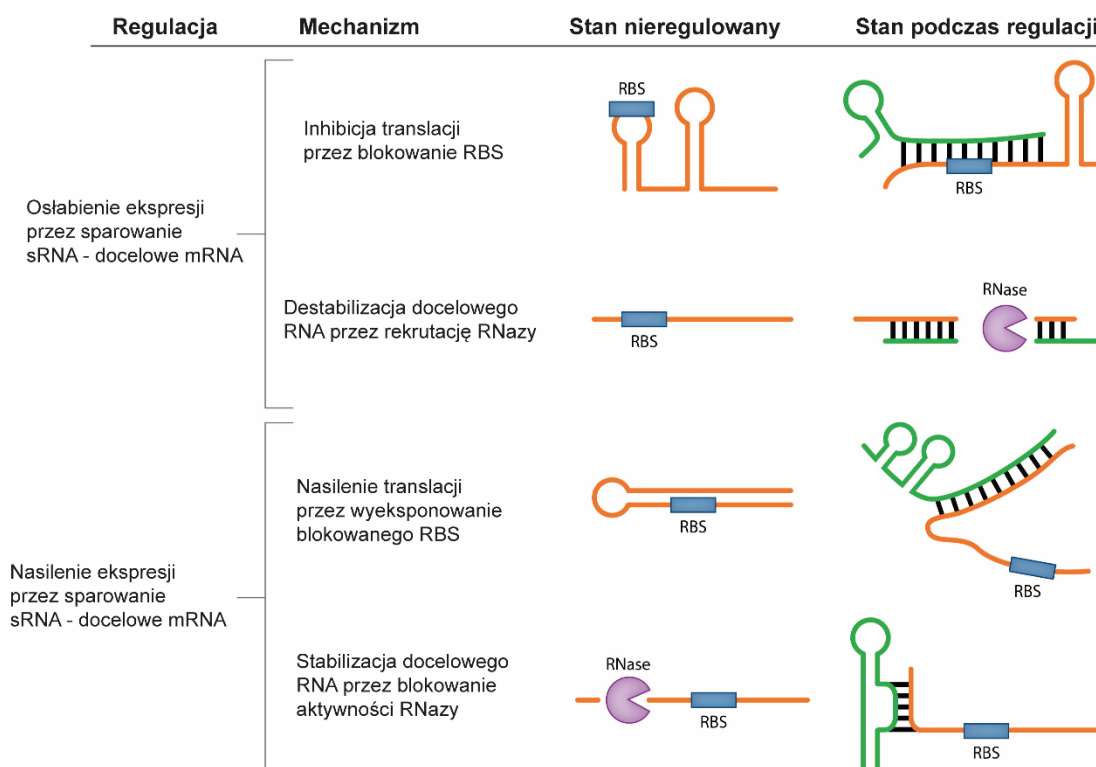 Regulacja Mechanizm Stan nieregulowany Stan podczas regulacji
Osłabienie ekspresji
przez sparowanie
sRNA - docelowe mRNA
Inhibicja translacji
przez blokowanie RBS
RBS
RBS
Destabilizacja docelowego
RNA przez rekrutację RNazy
RBS
RNase
Nasilenie ekspresji
przez sparowanie
sRNA - docelowe mRNA
Nasilenie translacji
przez wyeksponowanie
blokowanego RBS
RBS
RBS
Stabilizacja docelowego
RNA przez blokowanie
aktywności RNazy
RNase
RBS
RBS